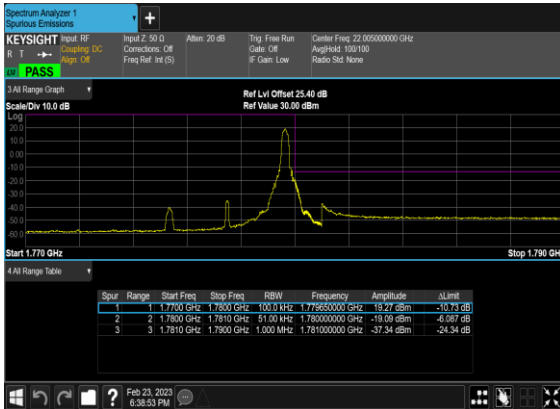 Spectrum Analyzer 1
Spurious Emissions
+
KEYSIGHT Input: RF Input Z: 50 Ω Atten: 20 dB Trig: Free Run Center Freq: 22.005000000 GHz
R T Coupling: DC Corrections: Off Gate: Off Avg|Hold: 100/100
Align: Off Freq Ref: Int (S) IF Gain: Low Radio Std: None
PASS
3 All Range Graph
Ref Lvl Offset 25.40 dB
Scale/Div 10.0 dB Ref Value 30.00 dBm
Log
20.0
10.0
0.00
-10.0
-20.0
-30.0
-40.0
-50.0
-60.0
Start 1.770 GHz Stop 1.790 GH
4 All Range Table
Spur Range Start Freq Stop Freq RBW Frequency Amplitude ΔLimit
1 1 1.7700 GHz 1.7800 GHz 100.0 kHz 1.779650000 GHz 19.27 dBm -10.73 dB
2 2 1.7800 GHz 1.7810 GHz 51.00 kHz 1.780000000 GHz -19.09 dBm -6.087 dB
3 3 1.7810 GHz 1.7900 GHz 1.000 MHz 1.781000000 GHz -37.34 dBm -24.34 dB
? Feb 23, 2023
6:38:53 PM